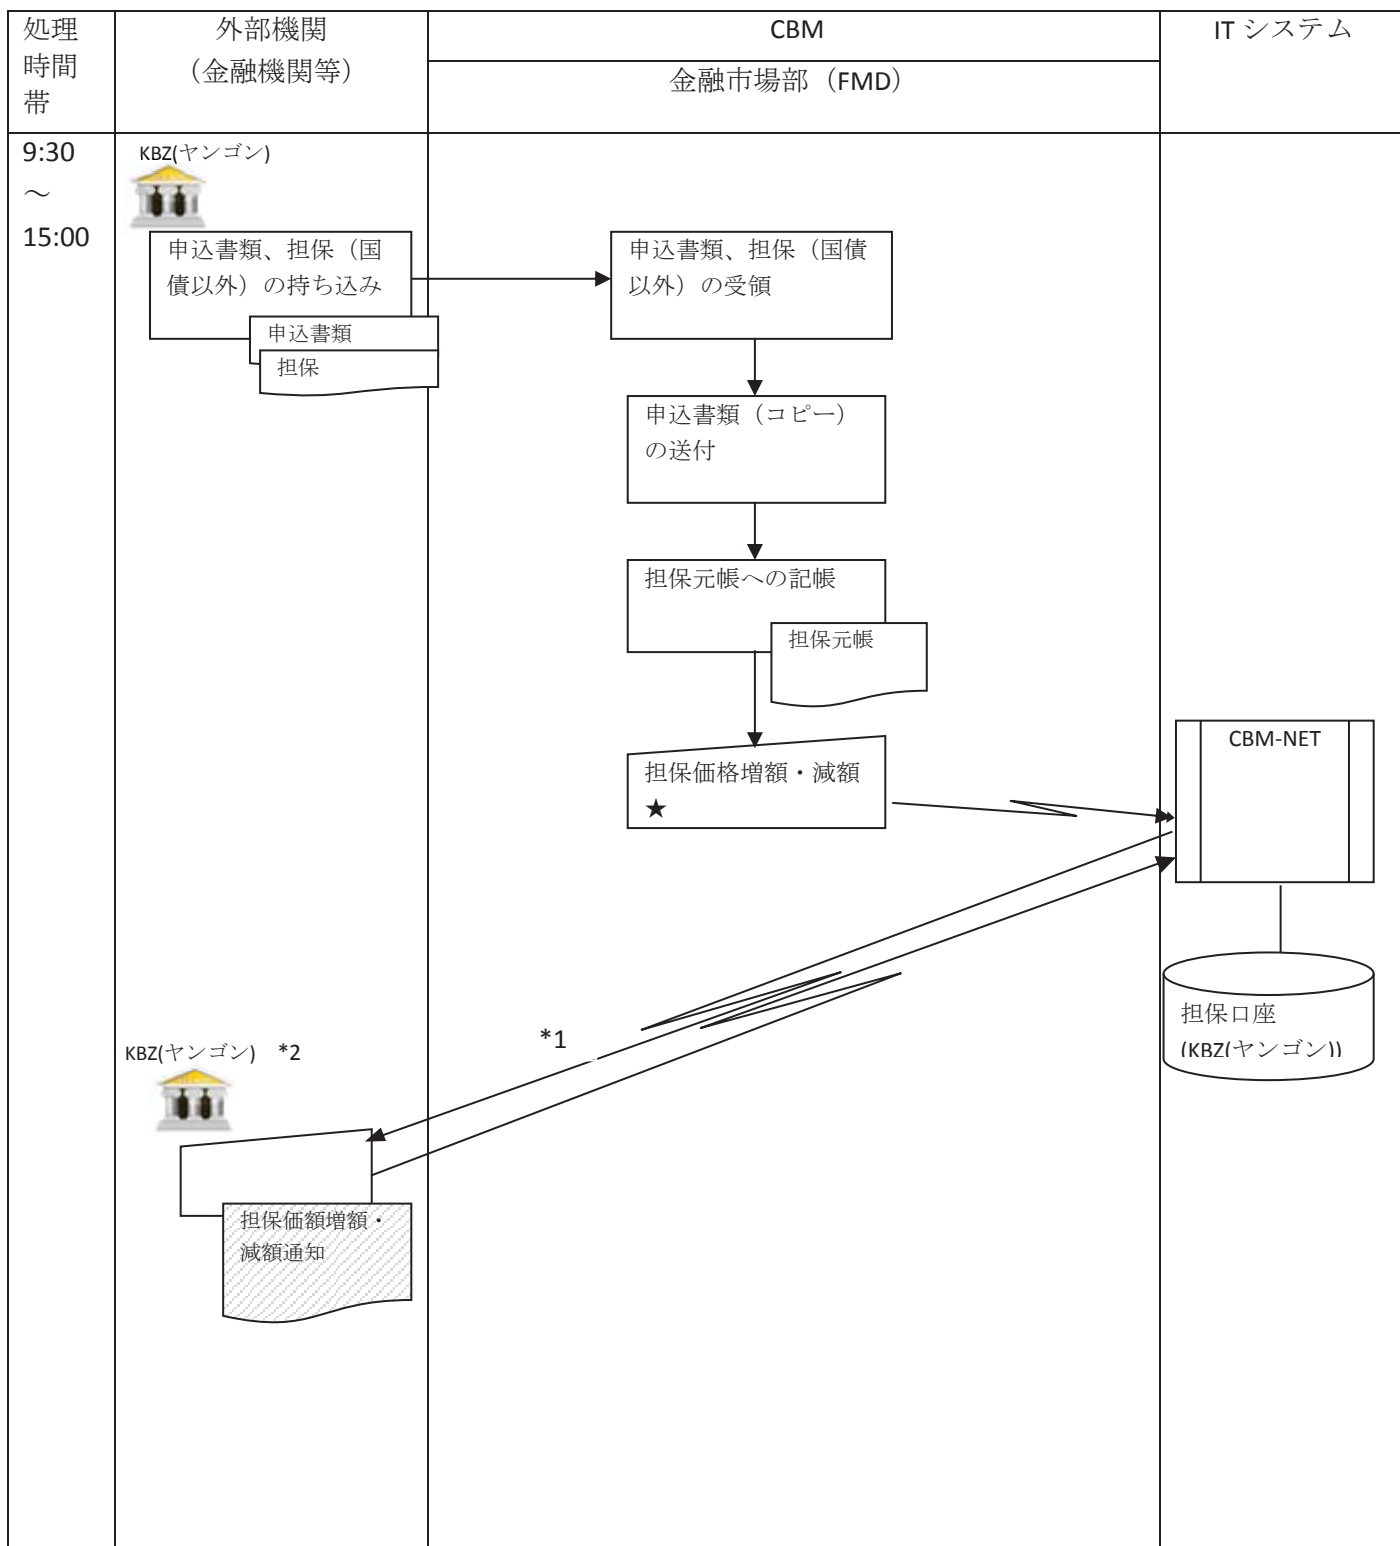 処理
時間
帯
外部機関
（金融機関等）
CBM
金融市場部（FMD）
IT システム
9:30
～
15:00
KBZ(ヤンゴン)
申込書類、担保（国
債以外）の持ち込み
申込書類
担保
申込書類、担保（国債
以外）の受領
申込書類（コピー）
の送付
担保元帳への記帳
担保元帳
担保価格増額・減額
★
CBM-NET
担保口座
(KBZ(ヤンゴン))
*1
KBZ(ヤンゴン) *2
担保価額増額・
減額通知